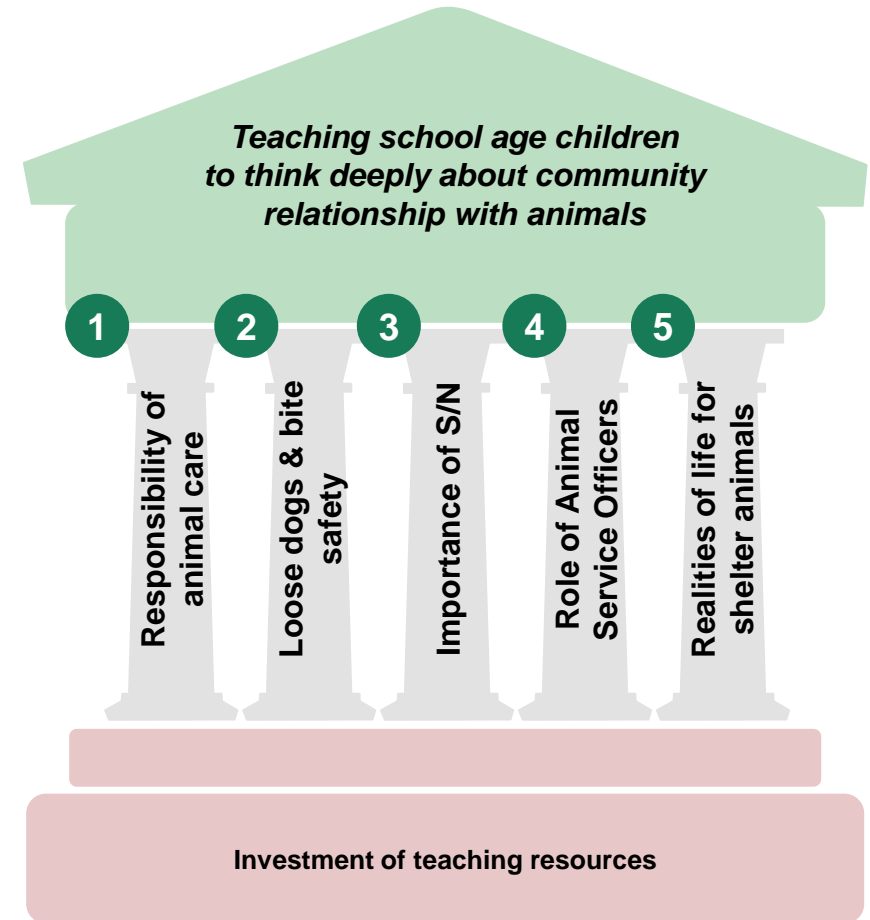 Teaching school age children
to think deeply about community
relationship with animals
1
2
3
4
5
Responsibility of
animal care
Loose dogs & bite
safety
Importance of S/N
Role of Animal
Service Officers
Realities of life for
shelter animals
Investment of teaching resources